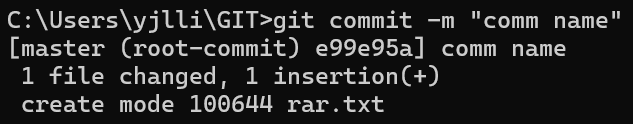 C:\Users\yjlli\GIT>git commit -m "comm name"
[master (root-commit) e99e95a] comm name
 1 file changed, 1 insertion(+)
 create mode 100644 rar.txt